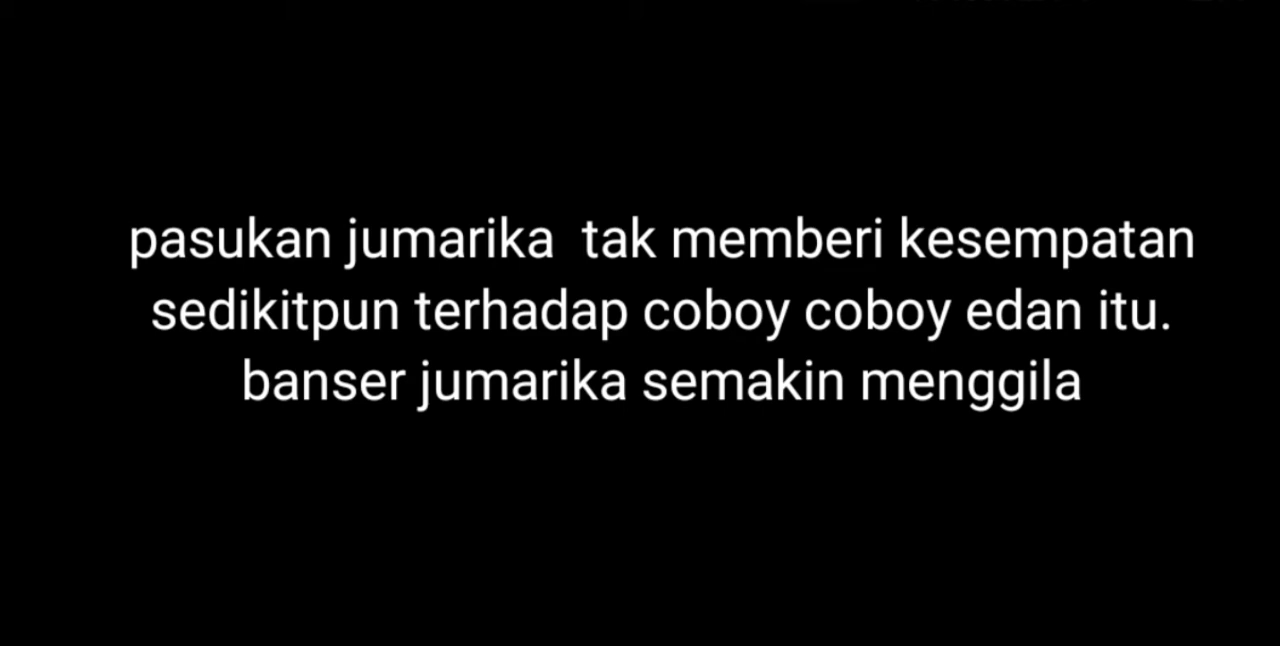 pasukan jumarika  tak memberi kesempatan
sedikitpun terhadap coboy coboy edan itu.
banser jumarika semakin menggila